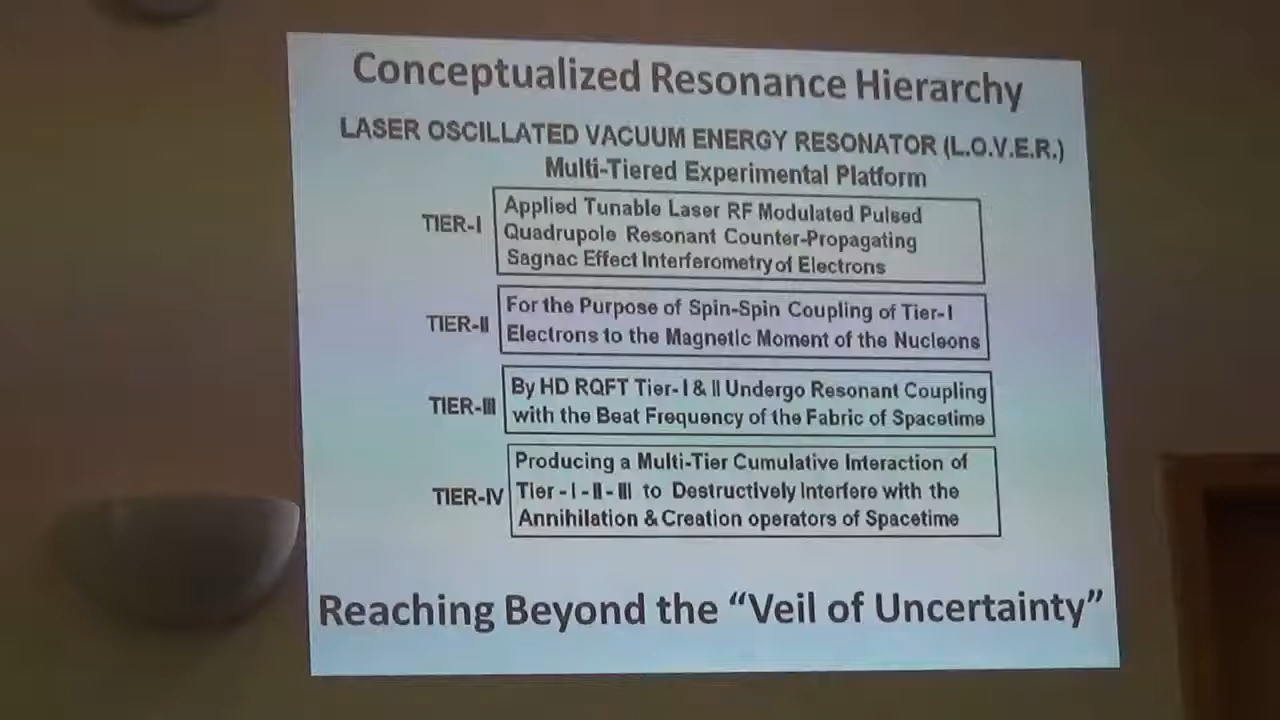 Conceptualized Resonance Hierarchy
LASER OSCILLATED VACUUM ENERGY RESONATOR (L.O.V.E.R.)
Multi-Tiered Experimental Platform
TIER-I
Applied Tunable Laser RF Modulated Pulsed
Quadrupole Resonant Counter-Propagating
Sagnac Effect Interferometry of Electrons
TIER-II
For the Purpose of Spin-Spin Coupling of Tier-I
Electrons to the Magnetic Moment of the Nucleons
TIER-III
By HD RQFT Tier-I & II Undergo Resonant Coupling
with the Beat Frequency of the Fabric of Spacetime
TIER-IV
Producing a Multi-Tier Cumulative Interaction of
Tier - I - II - III to Destructively Interfere with the
Annihilation & Creation operators of Spacetime
Reaching Beyond the “Veil of Uncertainty”